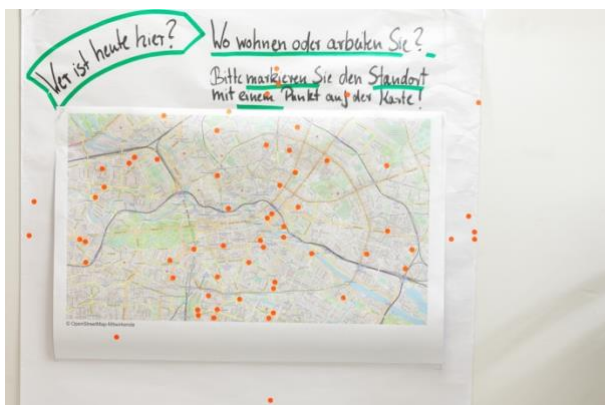 Wer ist heute hier?
Wo wohnen oder arbeiten Sie?
Bitte markieren Sie den Standort
mit einem Punkt auf der Karte!
© OpenStreetMap-Mitwirkende